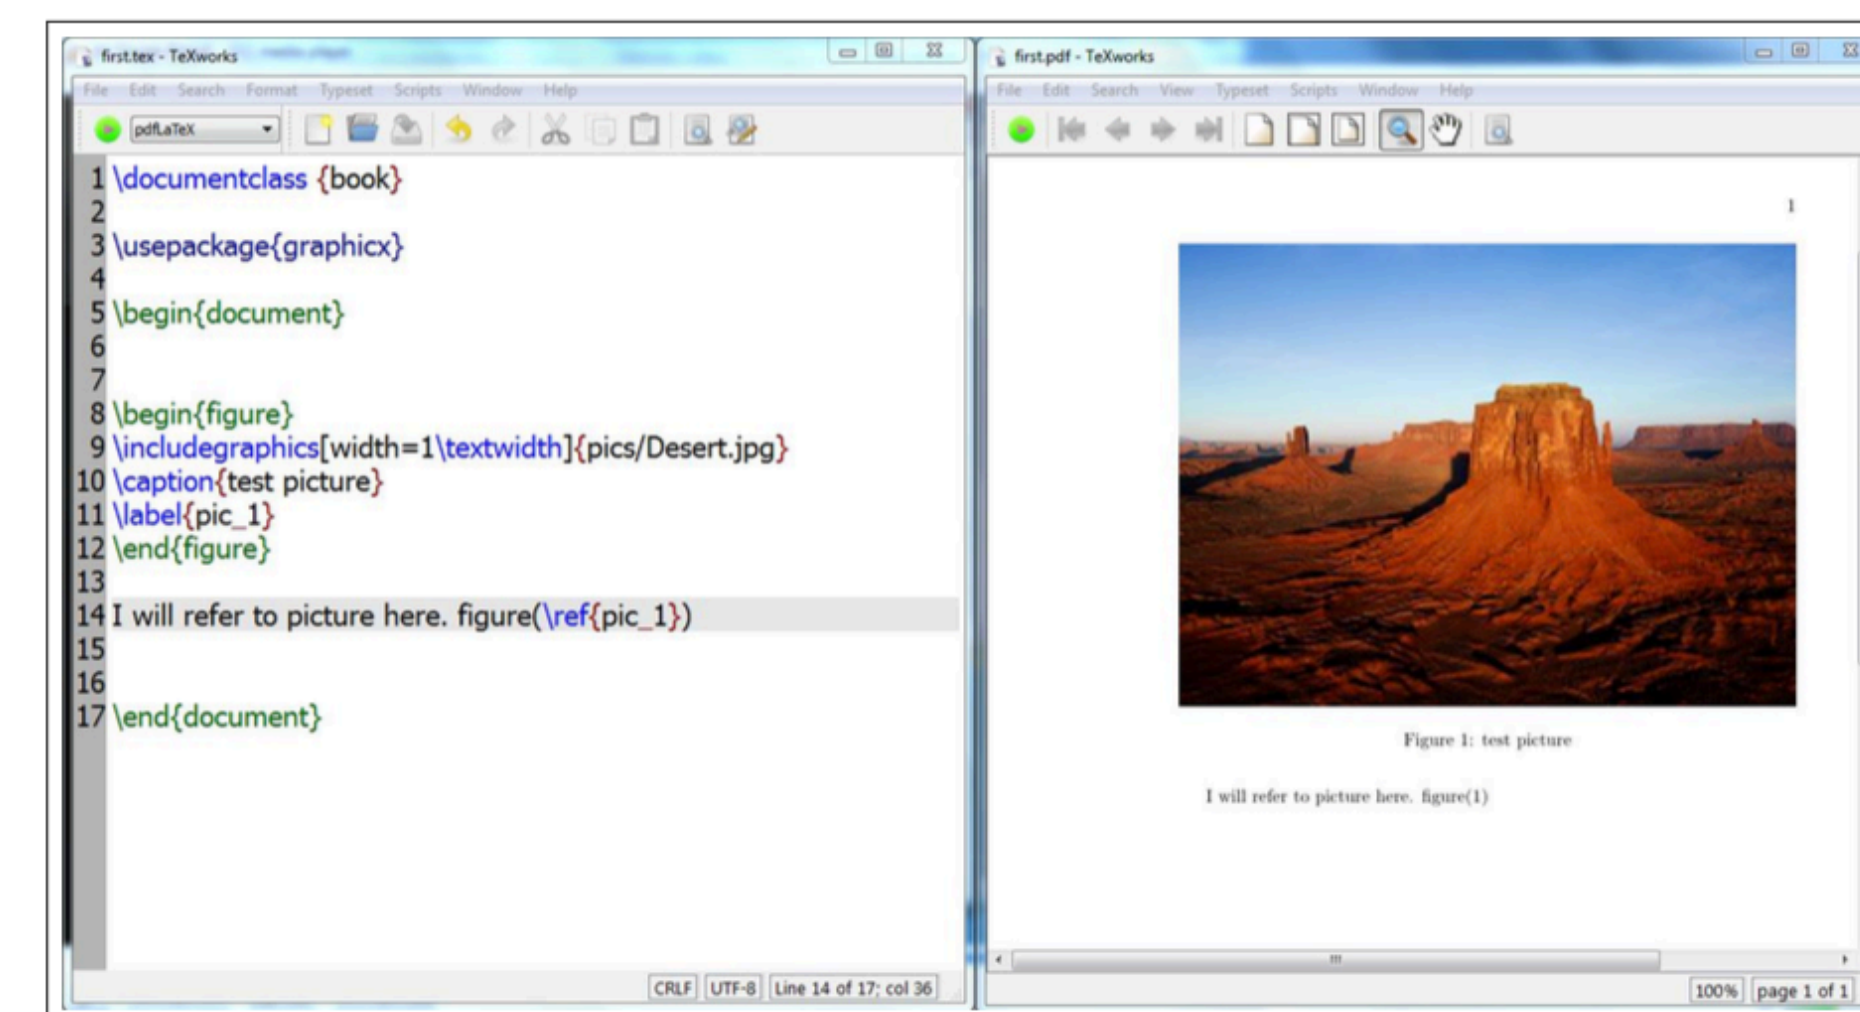 first.tex - TeXworks
File Edit Search Format Typeset Scripts Window Help
pdfLaTeX
1 \documentclass {book}
2
3 \usepackage{graphicx}
4
5 \begin{document}
6
7
8 \begin{figure}
9 \includegraphics[width=1\textwidth]{pics/Desert.jpg}
10 \caption{test picture}
11 \label{pic_1}
12 \end{figure}
13
14 I will refer to picture here. figure(\ref{pic_1})
15
16
17 \end{document}
CRLF UTF-8 Line 14 of 17; col 36
first.pdf - TeXworks
File Edit Search View Typeset Scripts Window Help
1
Figure 1: test picture
I will refer to picture here. figure(1)
100% page 1 of 1